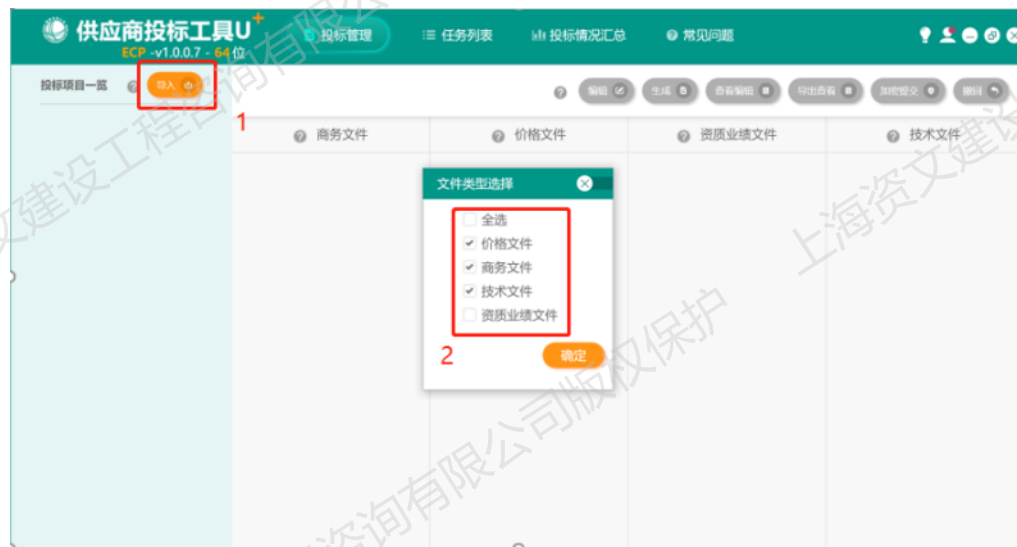 供应商投标工具U+
ECP -v1.0.0.7 - 64位
投标管理
任务列表
投标情况汇总
常见问题
投标项目一览
导入
编辑
生成
查看编辑
导出查看
加密提交
撤回
1
商务文件
价格文件
资质业绩文件
技术文件
文件类型选择
全选
价格文件
商务文件
技术文件
资质业绩文件
2
确定
上海资文建设
文建设工程咨询
咨询有限公司版权保护